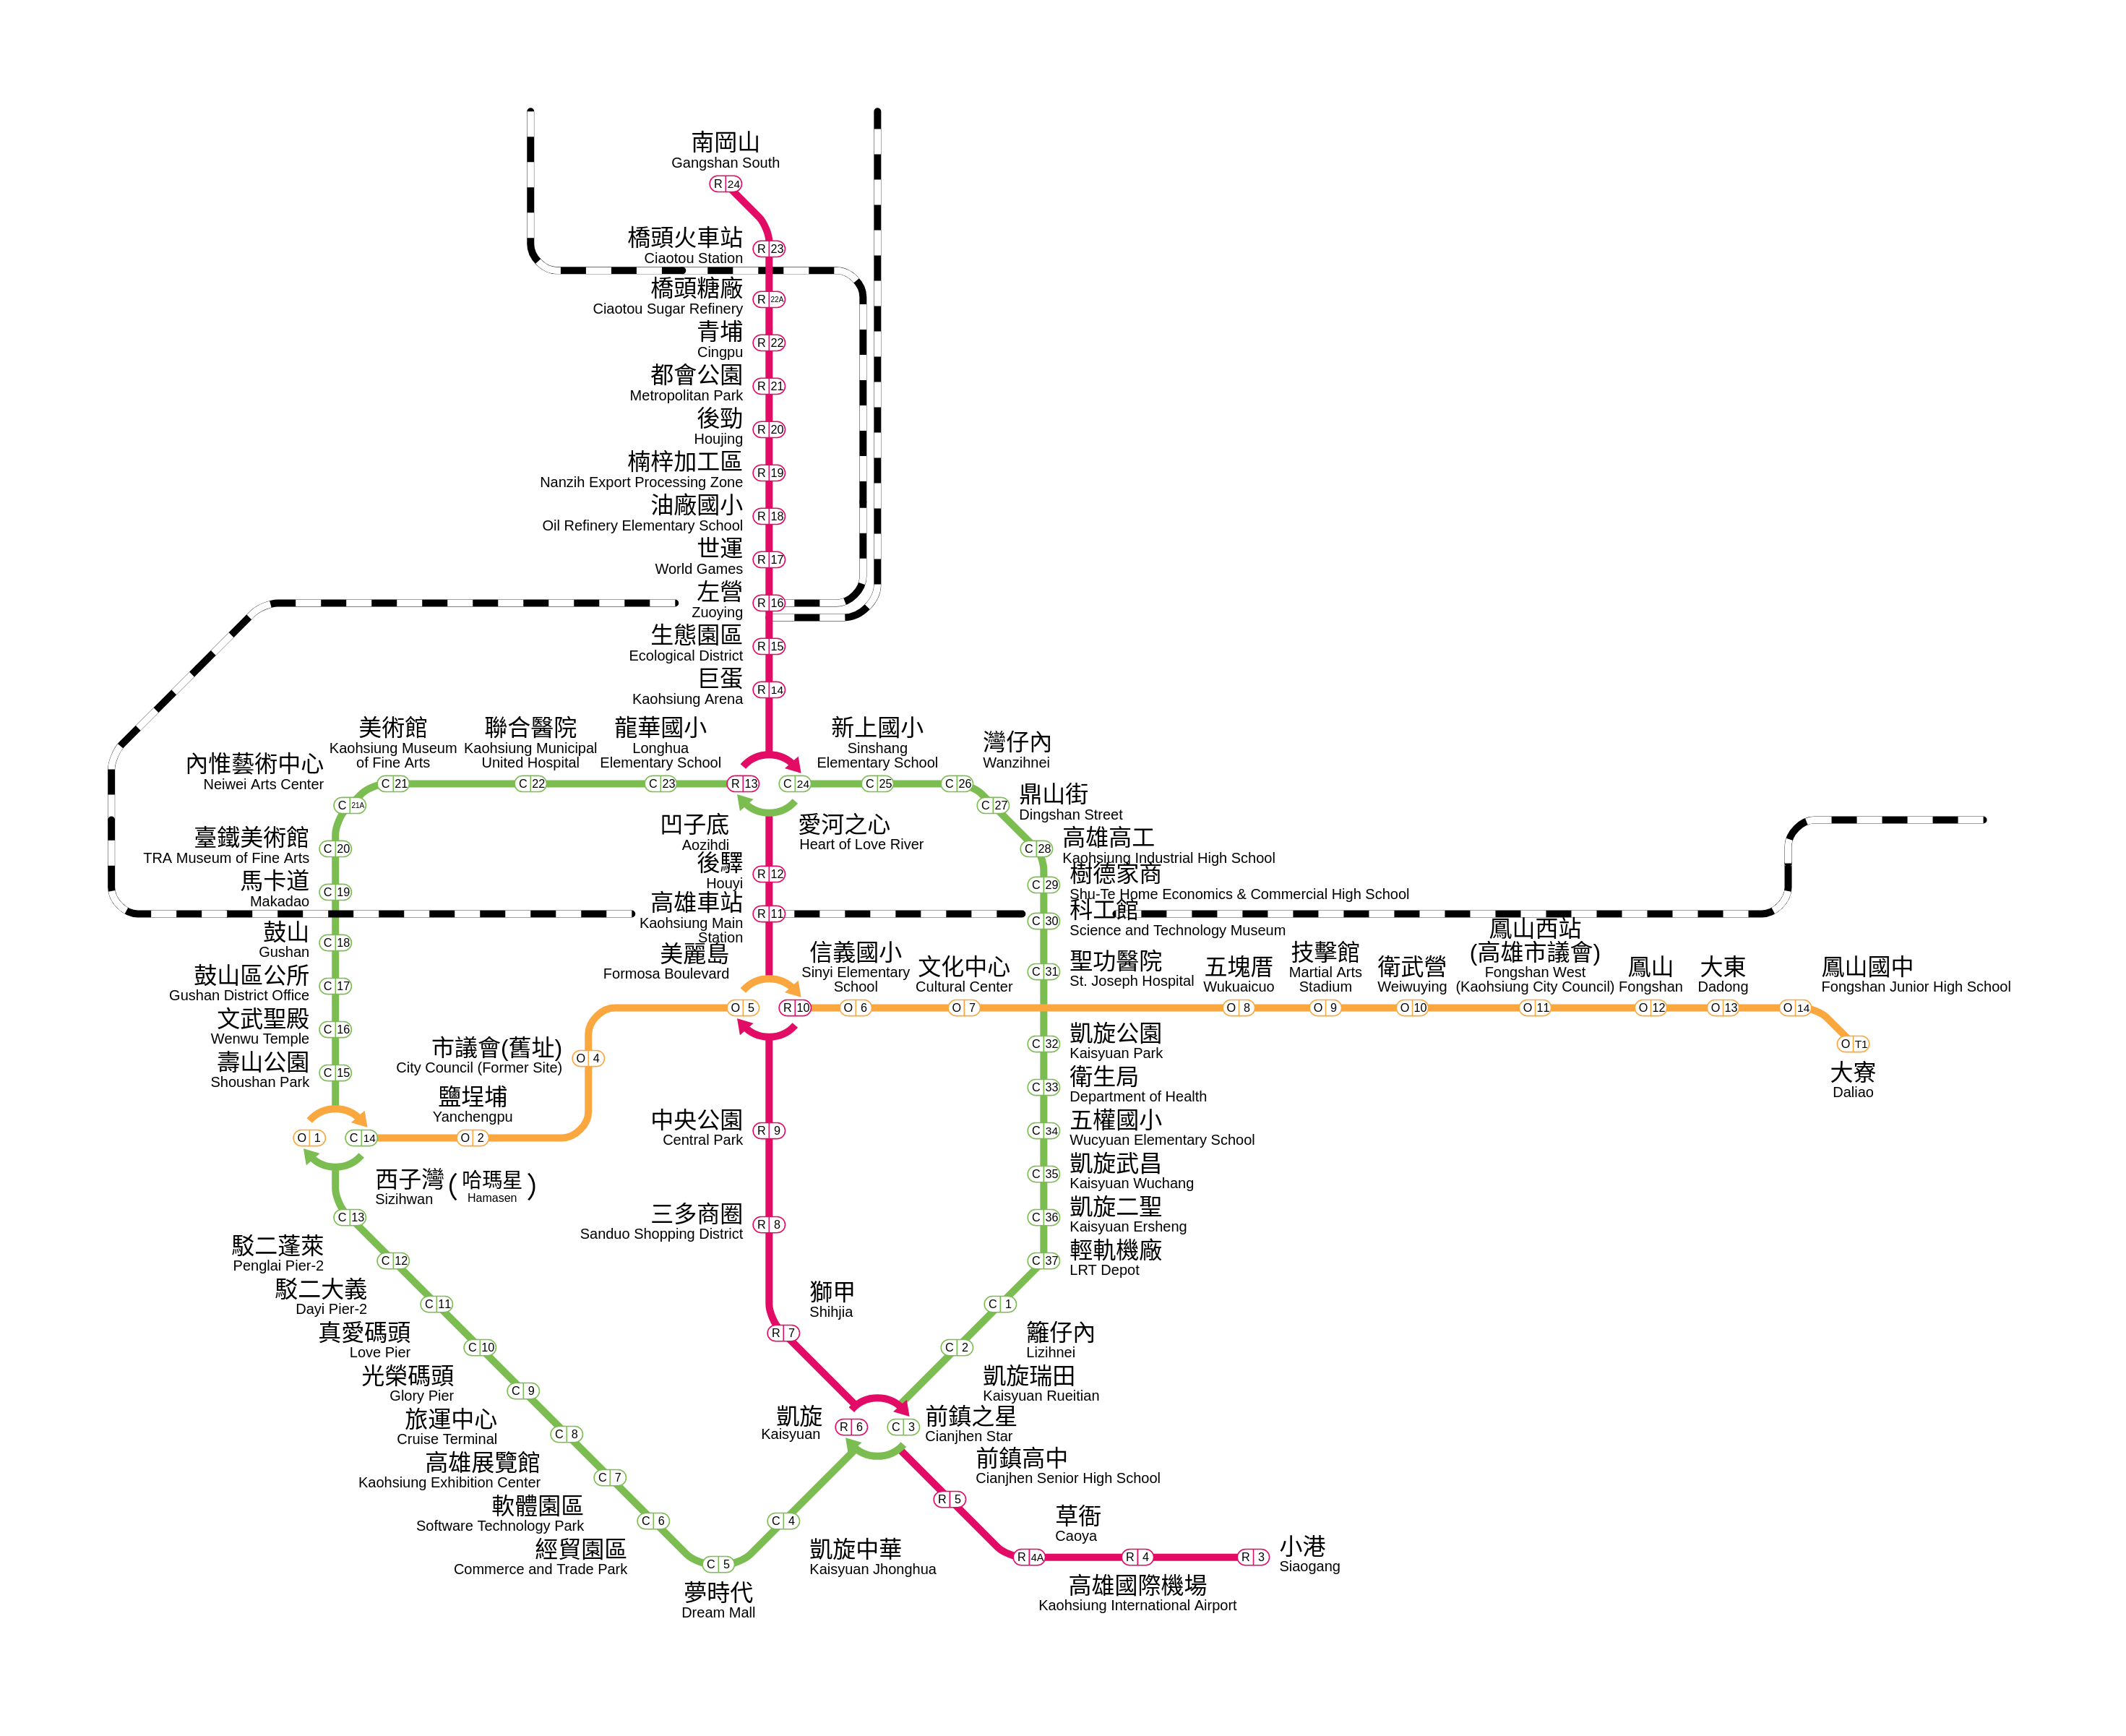 南岡山
Gangshan South
R 24
橋頭火車站
Ciaotou Station
R 23
橋頭糖廠
Ciaotou Sugar Refinery
R 22A
青埔
Cingpu
R 22
都會公園
Metropolitan Park
R 21
後勁
Houjing
R 20
楠梓加工區
Nanzih Export Processing Zone
R 19
油廠國小
Oil Refinery Elementary School
R 18
世運
World Games
R 17
左營
Zuoying
R 16
生態園區
Ecological District
R 15
巨蛋
Kaohsiung Arena
R 14
美術館
Kaohsiung Museum
of Fine Arts
C 21
聯合醫院
Kaohsiung Municipal
United Hospital
C 22
龍華國小
Longhua
Elementary School
C 23
R 13
C 24
新上國小
Sinshang
Elementary School
C 25
灣仔內
Wanzihnei
C 26
內惟藝術中心
Neiwei Arts Center
C 21A
鼎山街
Dingshan Street
C 27
凹子底
Aozihdi
愛河之心
Heart of Love River
高雄高工
Kaohsiung Industrial High School
C 28
臺鐵美術館
TRA Museum of Fine Arts
C 20
後驛
Houyi
R 12
樹德家商
Shu-Te Home Economics & Commercial High School
C 29
馬卡道
Makadao
C 19
高雄車站
Kaohsiung Main
Station
R 11
科工館
Science and Technology Museum
C 30
鼓山
Gushan
C 18
美麗島
Formosa Boulevard
O 5
R 10
信義國小
Sinyi Elementary
School
O 6
文化中心
Cultural Center
O 7
聖功醫院
St. Joseph Hospital
C 31
五塊厝
Wukuaicuo
O 8
技擊館
Martial Arts
Stadium
O 9
衛武營
Weiwuying
O 10
鳳山西站
(高雄市議會)
Fongshan West
(Kaohsiung City Council)
O 11
鳳山
Fongshan
O 12
大東
Dadong
O 13
鳳山國中
Fongshan Junior High School
O 14
O T1
大寮
Daliao
鼓山區公所
Gushan District Office
C 17
文武聖殿
Wenwu Temple
C 16
壽山公園
Shoushan Park
C 15
市議會(舊址)
City Council (Former Site)
O 4
鹽埕埔
Yanchengpu
O 2
O 1
C 14
西子灣(哈瑪星)
Sizihwan
Hamasen
凱旋公園
Kaisyuan Park
C 32
衛生局
Department of Health
C 33
五權國小
Wucyuan Elementary School
C 34
凱旋武昌
Kaisyuan Wuchang
C 35
凱旋二聖
Kaisyuan Ersheng
C 36
輕軌機廠
LRT Depot
C 37
中央公園
Central Park
R 9
三多商圈
Sanduo Shopping District
R 8
獅甲
Shihjia
R 7
C 13
駁二蓬萊
Penglai Pier-2
C 12
駁二大義
Dayi Pier-2
C 11
真愛碼頭
Love Pier
C 10
光榮碼頭
Glory Pier
C 9
旅運中心
Cruise Terminal
C 8
高雄展覽館
Kaohsiung Exhibition Center
C 7
軟體園區
Software Technology Park
C 6
經貿園區
Commerce and Trade Park
C 5
夢時代
Dream Mall
C 4
凱旋中華
Kaisyuan Jhonghua
C 1
籬仔內
Lizihnei
C 2
凱旋瑞田
Kaisyuan Rueitian
凱旋
Kaisyuan
R 6
C 3
前鎮之星
Cianjhen Star
前鎮高中
Cianjhen Senior High School
R 5
草衙
Caoya
R 4A
R 4
高雄國際機場
Kaohsiung International Airport
R 3
小港
Siaogang